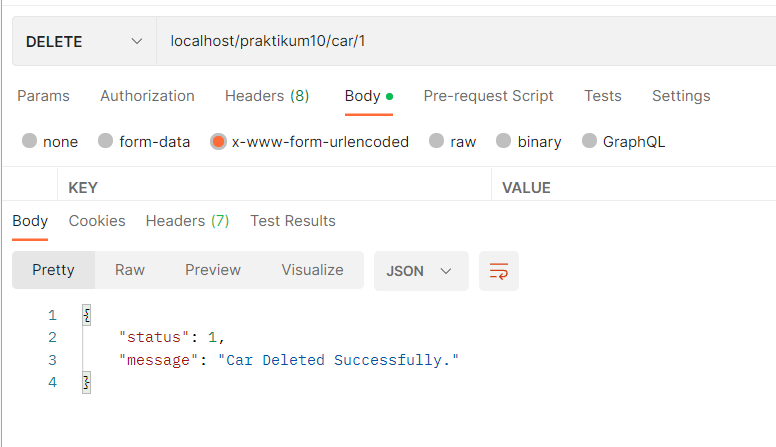 DELETE localhost/praktikum10/car/1
Params Authorization Headers (8) Body Pre-request Script Tests Settings
none form-data x-www-form-urlencoded raw binary GraphQL
KEY VALUE
Body Cookies Headers (7) Test Results
Pretty Raw Preview Visualize JSON
1 {
2 "status": 1,
3 "message": "Car Deleted Successfully."
4 }